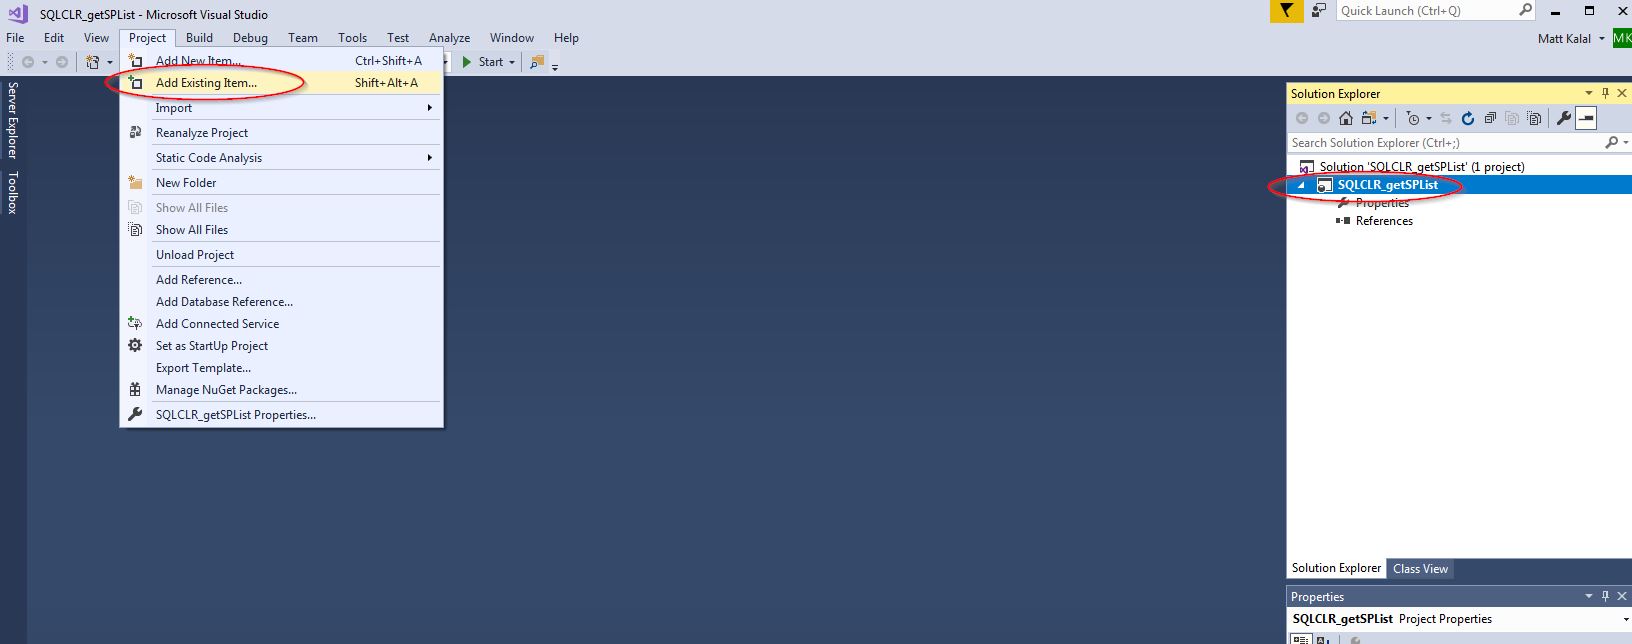 SQLCLR_getSPList - Microsoft Visual Studio
Quick Launch (Ctrl+Q)
File Edit View Project Build Debug Team Tools Test Analyze Window Help
Matt Kalal
MK
Start
Server Explorer
Toolbox
Add New Item... Ctrl+Shift+A
Add Existing Item... Shift+Alt+A
Import
Reanalyze Project
Static Code Analysis
New Folder
Show All Files
Show All Files
Unload Project
Add Reference...
Add Database Reference...
Add Connected Service
Set as StartUp Project
Export Template...
Manage NuGet Packages...
SQLCLR_getSPList Properties...
Solution Explorer
Search Solution Explorer (Ctrl+;)
Solution 'SQLCLR_getSPList' (1 project)
SQLCLR_getSPList
Properties
References
Solution Explorer Class View
Properties
SQLCLR_getSPList Project Properties